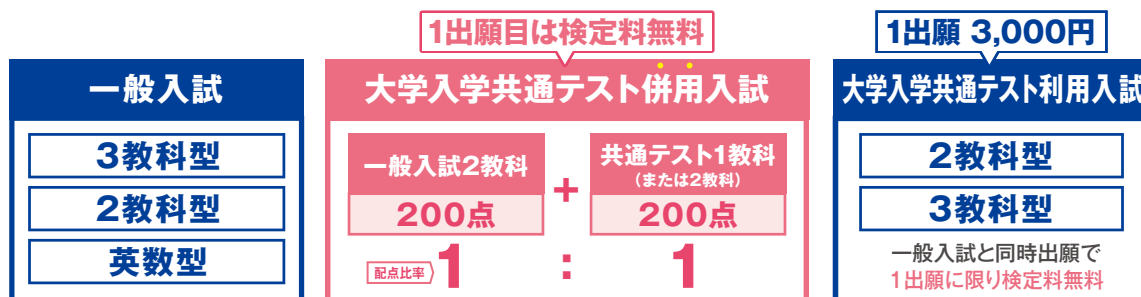 一般入試
3教科型
2教科型
英数型
1出願目は検定料無料
大学入学共通テスト併用入試
一般入試2教科
200点
+
共通テスト1教科
(または2教科)
200点
配点比率
1 : 1
1出願 3,000円
大学入学共通テスト利用入試
2教科型
3教科型
一般入試と同時出願で
1出願に限り検定料無料